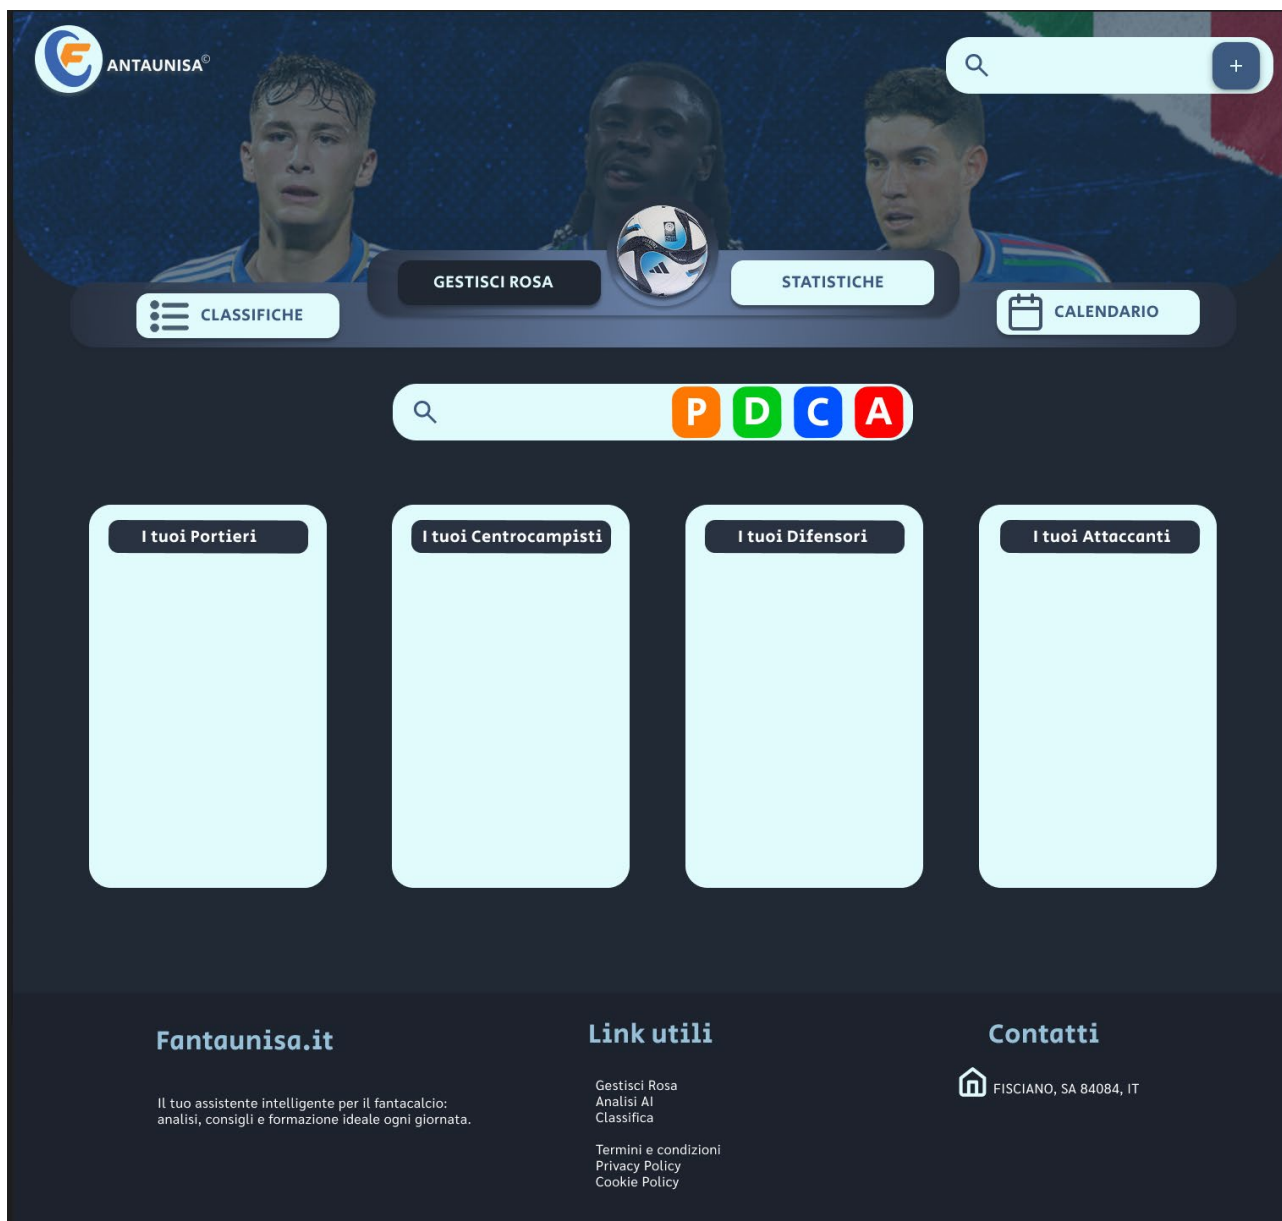 F
ANTAUNISA©
+
GESTISCI ROSA
STATISTICHE
CLASSIFICHE
CALENDARIO
P D C A
I tuoi Portieri
I tuoi Centrocampisti
I tuoi Difensori
I tuoi Attaccanti
Fantaunisa.it
Il tuo assistente intelligente per il fantacalcio:
analisi, consigli e formazione ideale ogni giornata.
Link utili
Gestisci Rosa
Analisi AI
Classifica
Termini e condizioni
Privacy Policy
Cookie Policy
Contatti
FISCIANO, SA 84084, IT